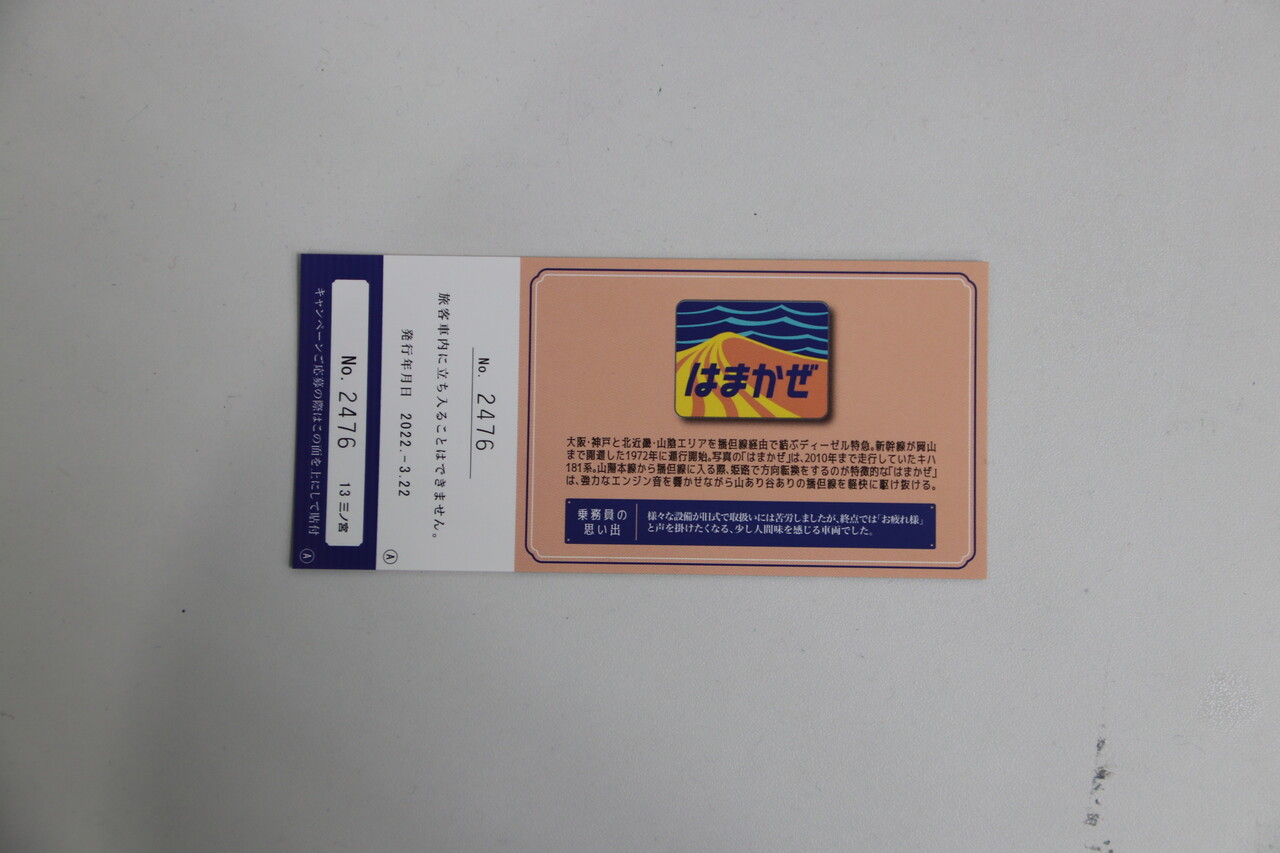 はまかぜ
大阪・神戸と北近畿・山陰エリアを播但線経由で結ぶディーゼル特急。新幹線が岡山
まで開通した1972年に運行開始。写真の「はまかぜ」は、2010年まで走行していたキハ
181系。山陽本線から播但線に入る際、姫路で方向転換をするのが特徴的な「はまかぜ」
は、強力なエンジン音を響かせながら山あり谷ありの播但線を軽快に駆け抜ける。
乗務員の
思い出
様々な設備が旧式で取扱いには苦労しましたが、終点では「お疲れ様」
と声を掛けたくなる、少し人間味を感じる車両でした。
No. 2476
旅客車内に立ち入ることはできません。
発行年月日 2022.-3.22
Ⓐ
No. 2476 13 三ノ宮
キャンペーンご応募の際はこの面を上にして貼付
Ⓐ